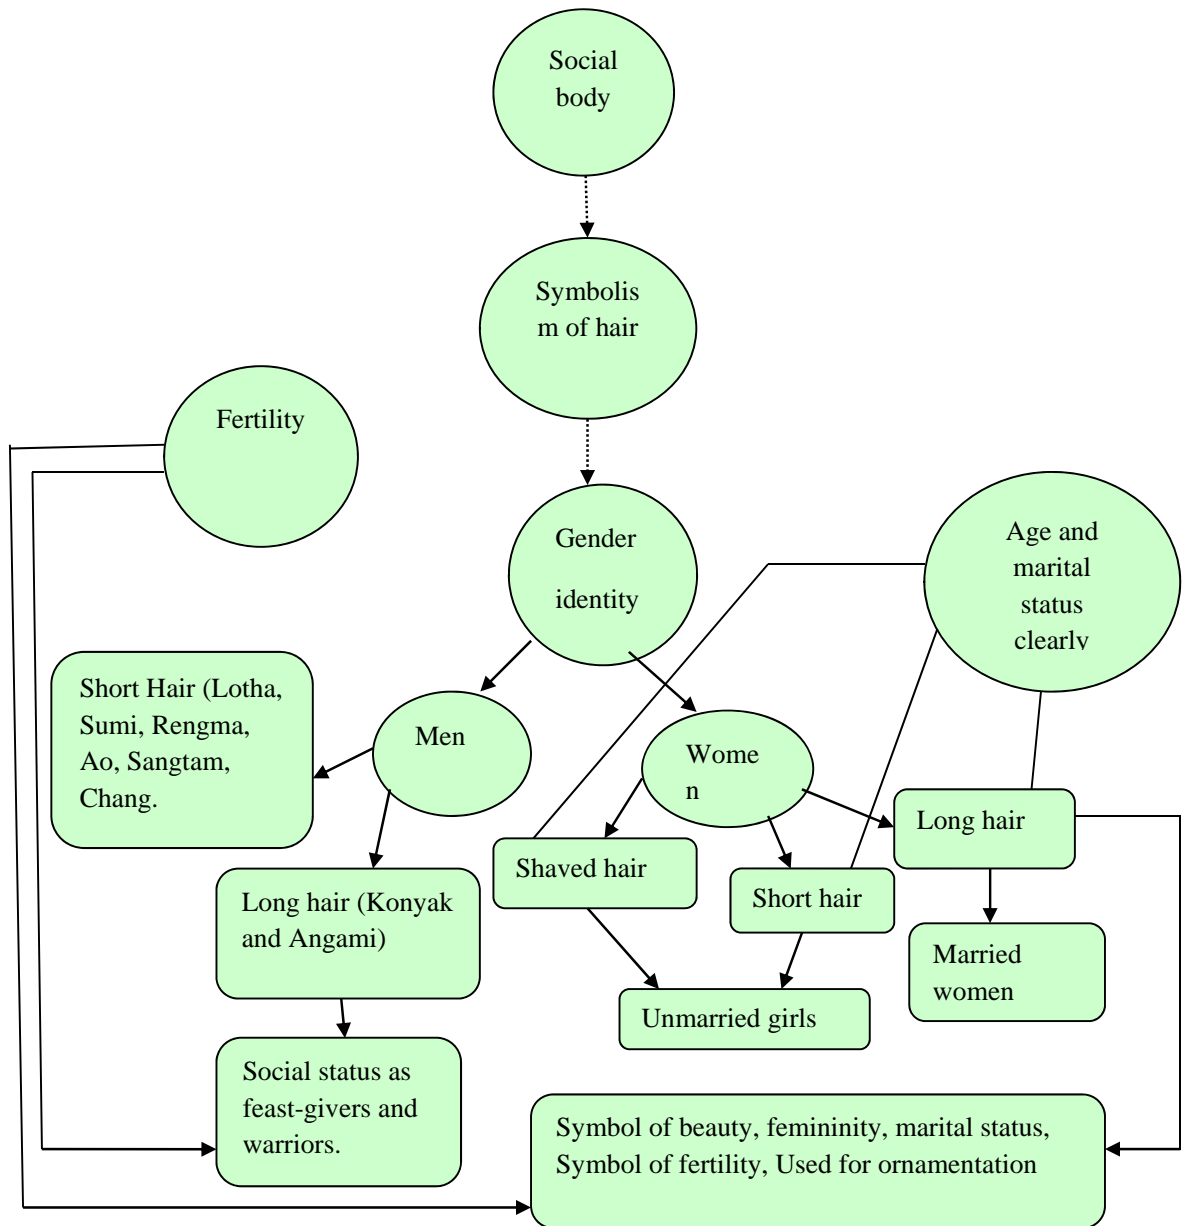 Social
body
Symbolis
m of hair
Fertility
Gender
identity
Age and
marital
status
clearly
Short Hair (Lotha,
Sumi, Rengma,
Ao, Sangtam,
Chang.
Men
Wome
n
Long hair
Shaved hair
Short hair
Long hair (Konyak
and Angami)
Married
women
Unmarried girls
Social status as
feast-givers and
warriors.
Symbol of beauty, femininity, marital status,
Symbol of fertility, Used for ornamentation